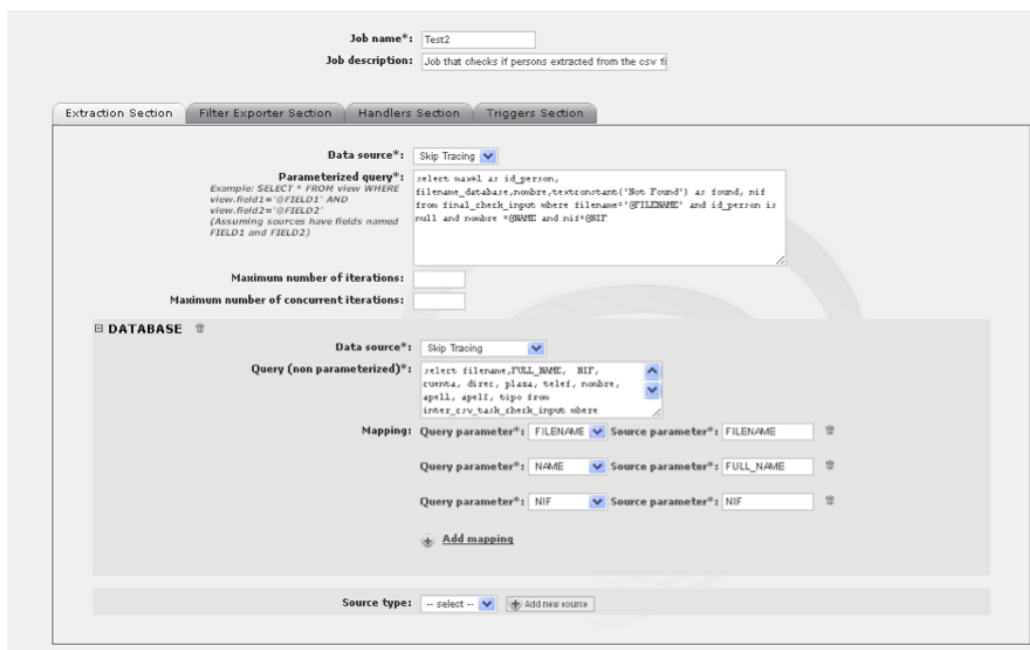 Job name*: Test2
Job description: Job that checks if persons extracted from the csv fi
Extraction Section Filter Exporter Section Handlers Section Triggers Section
Data source*: Skip Tracing
Parameterized query*:
Example: SELECT * FROM view WHERE
view.field1='@FIELD1' AND
view.field2='@FIELD2'
(Assuming sources have fields named
FIELD1 and FIELD2)
select as id_person,
filename_database,nombre,textconstant('Not Found') as found, nif
from final_check_input where filename='@FILENAME' and id_person is
null and nombre =@NAME and nif=@NIF
Maximum number of iterations:
Maximum number of concurrent iterations:
DATABASE
Data source*: Skip Tracing
Query (non parameterized)*:
select filename,FULL_NAME, NIF,
cuenta, direc, plaza, telef, nombre,
apel1, apel2, tipo from
inter_csv_task_check_input where
Mapping: Query parameter*: FILENAME Source parameter*: FILENAME
Query parameter*: NAME Source parameter*: FULL_NAME
Query parameter*: NIF Source parameter*: NIF
Add mapping
Source type: -- select -- Add new source